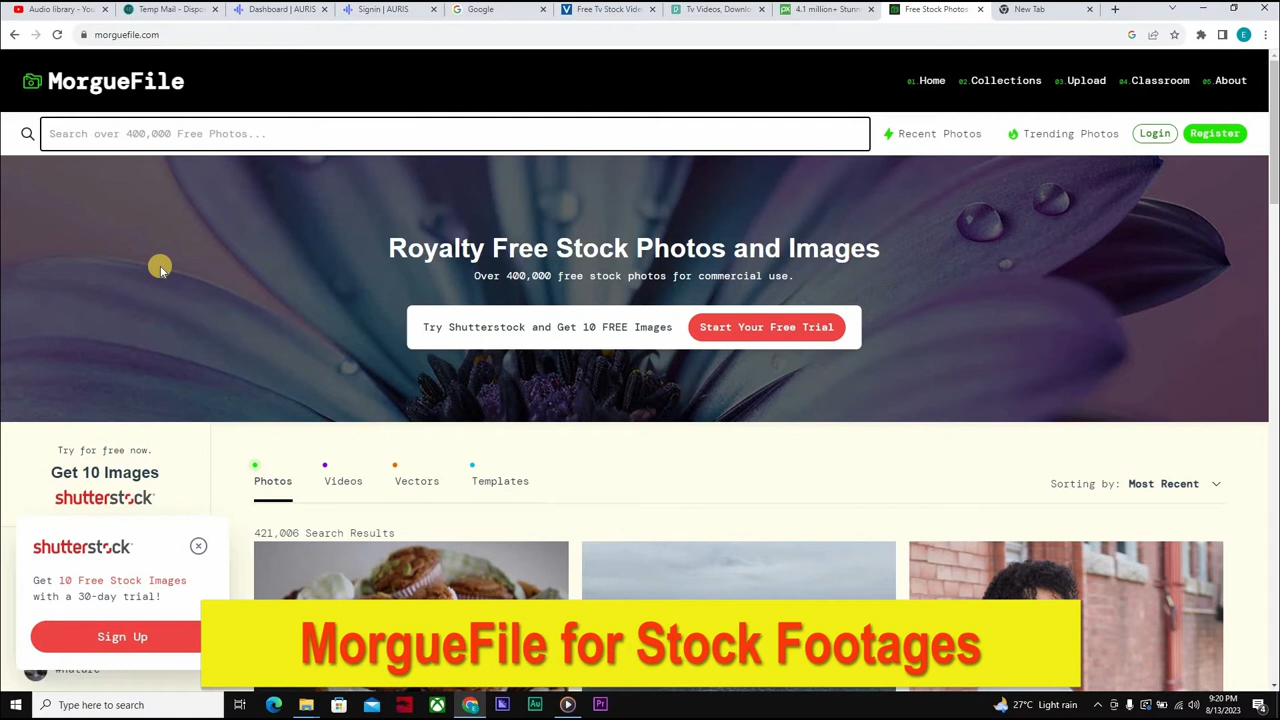 Audio library - You
Temp Mail - Dispo
Dashboard | AURIS
Signin | AURIS
Google
Free Tv Stock Vide
Tv Videos, Downlo
4.1 million+ Stunn
Free Stock Photos
New Tab
morguefile.com
E
MorgueFile
01.Home
02.Collections
03.Upload
04.Classroom
05.About
Search over 400,000 Free Photos...
Recent Photos
Trending Photos
Login
Register
Royalty Free Stock Photos and Images
Over 400,000 free stock photos for commercial use.
Try Shutterstock and Get 10 FREE Images
Start Your Free Trial
Try for free now.
Get 10 Images
shutterstock
Photos
Videos
Vectors
Templates
Sorting by: Most Recent
421,006 Search Results
shutterstock
Get 10 Free Stock Images
with a 30-day trial!
Sign Up
#nature
MorgueFile for Stock Footages
Type here to search
Au
Pr
27°C Light rain
9:20 PM
8/13/2023
4